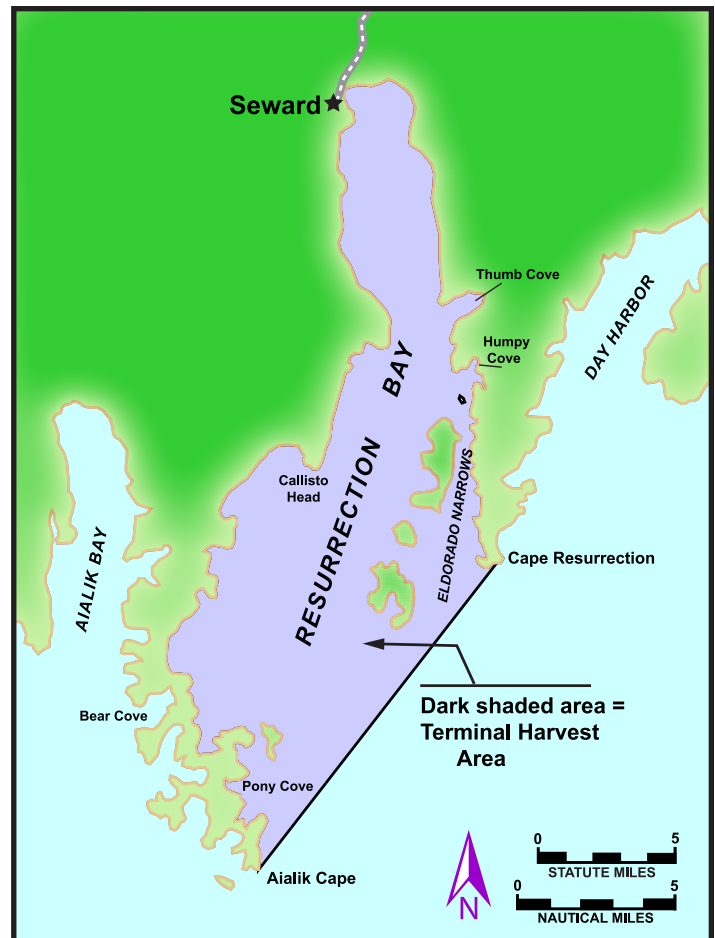 Seward
Thumb Cove
Humpy
Cove
DAY HARBOR
RESURRECTION BAY
Callisto
Head
ELDORADO NARROWS
AIALIK BAY
Cape Resurrection
Bear Cove
Dark shaded area =
Terminal Harvest
Area
Pony Cove
Aialik Cape
N
0 5
STATUTE MILES
0 5
NAUTICAL MILES